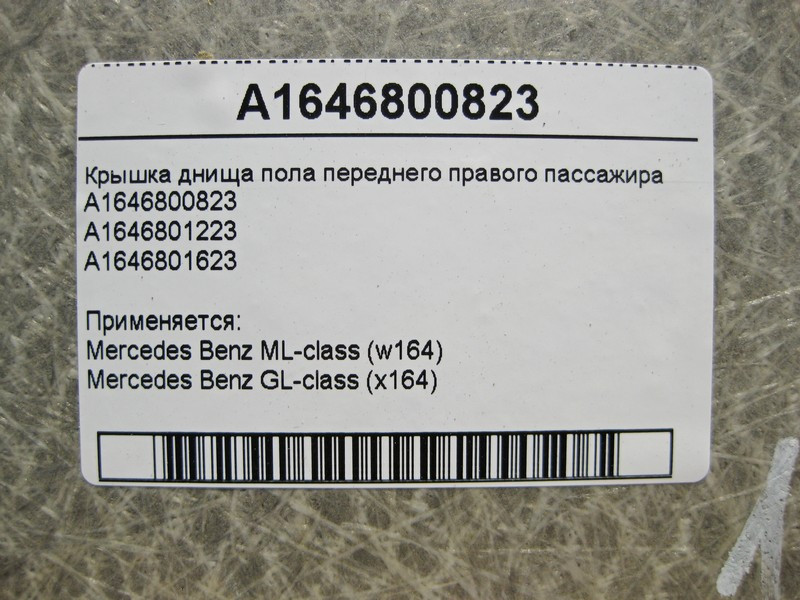 A1646800823
Крышка днища пола переднего правого пассажира
A1646800823
A1646801223
A1646801623
Применяется:
Mercedes Benz ML-class (w164)
Mercedes Benz GL-class (x164)
1